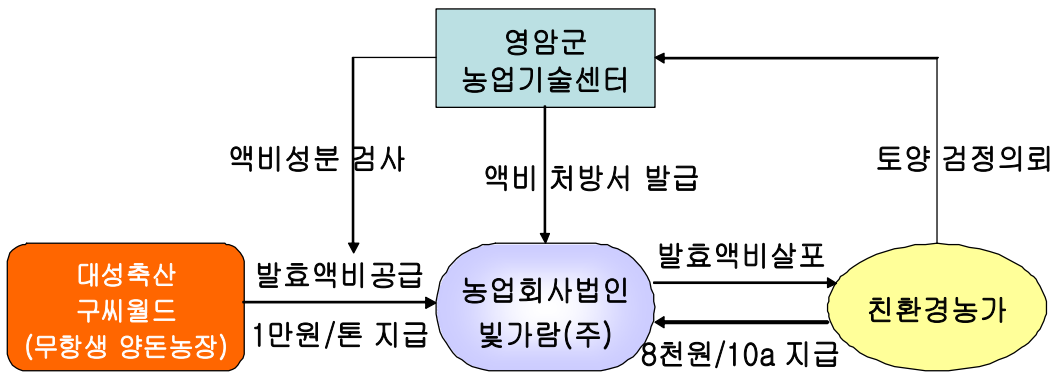 영암군
농업기술센터
액비성분 검사
액비 처방서 발급
토양 검정의뢰
대성축산
구씨월드
(무항생 양돈농장)
발효액비공급
1만원/톤 지급
농업회사법인
빛가람(주)
발효액비살포
8천원/10a 지급
친환경농가